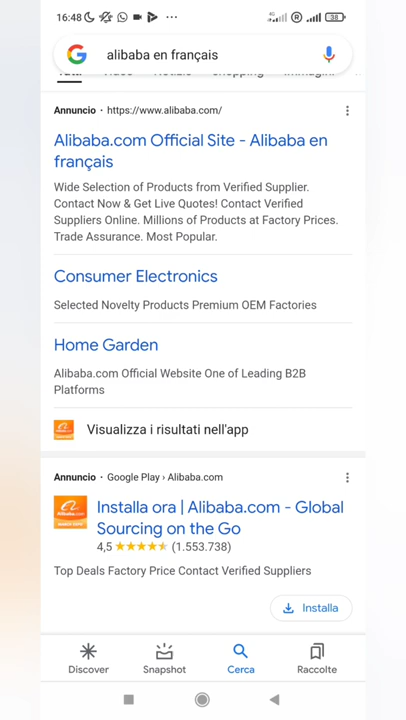 16:48
38
alibaba en français
Annuncio · https://www.alibaba.com/
Alibaba.com Official Site - Alibaba en
français
Wide Selection of Products from Verified Supplier.
Contact Now & Get Live Quotes! Contact Verified
Suppliers Online. Millions of Products at Factory Prices.
Trade Assurance. Most Popular.
Consumer Electronics
Selected Novelty Products Premium OEM Factories
Home Garden
Alibaba.com Official Website One of Leading B2B
Platforms
Visualizza i risultati nell'app
Annuncio · Google Play › Alibaba.com
Installa ora | Alibaba.com - Global
Sourcing on the Go
4,5 ★★★★★ (1.553.738)
Top Deals Factory Price Contact Verified Suppliers
Installa
Discover Snapshot Cerca Raccolte